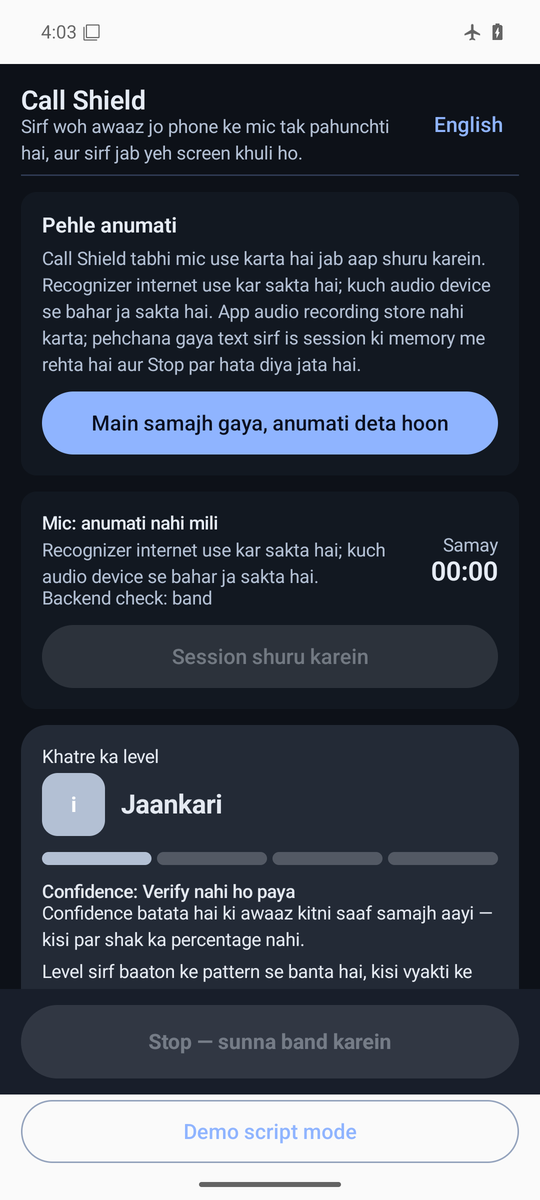 4:03
Call Shield
Sirf woh awaaz jo phone ke mic tak pahunchti
hai, aur sirf jab yeh screen khuli ho.
English
Pehle anumati
Call Shield tabhi mic use karta hai jab aap shuru karein.
Recognizer internet use kar sakta hai; kuch audio device
se bahar ja sakta hai. App audio recording store nahi
karta; pehchana gaya text sirf is session ki memory me
rehta hai aur Stop par hata diya jata hai.
Main samajh gaya, anumati deta hoon
Mic: anumati nahi mili
Recognizer internet use kar sakta hai; kuch
audio device se bahar ja sakta hai.
Backend check: band
Samay
00:00
Session shuru karein
Khatre ka level
i
Jaankari
Confidence: Verify nahi ho paya
Confidence batata hai ki awaaz kitni saaf samajh aayi —
kisi par shak ka percentage nahi.
Level sirf baaton ke pattern se banta hai, kisi vyakti ke
Stop — sunna band karein
Demo script mode